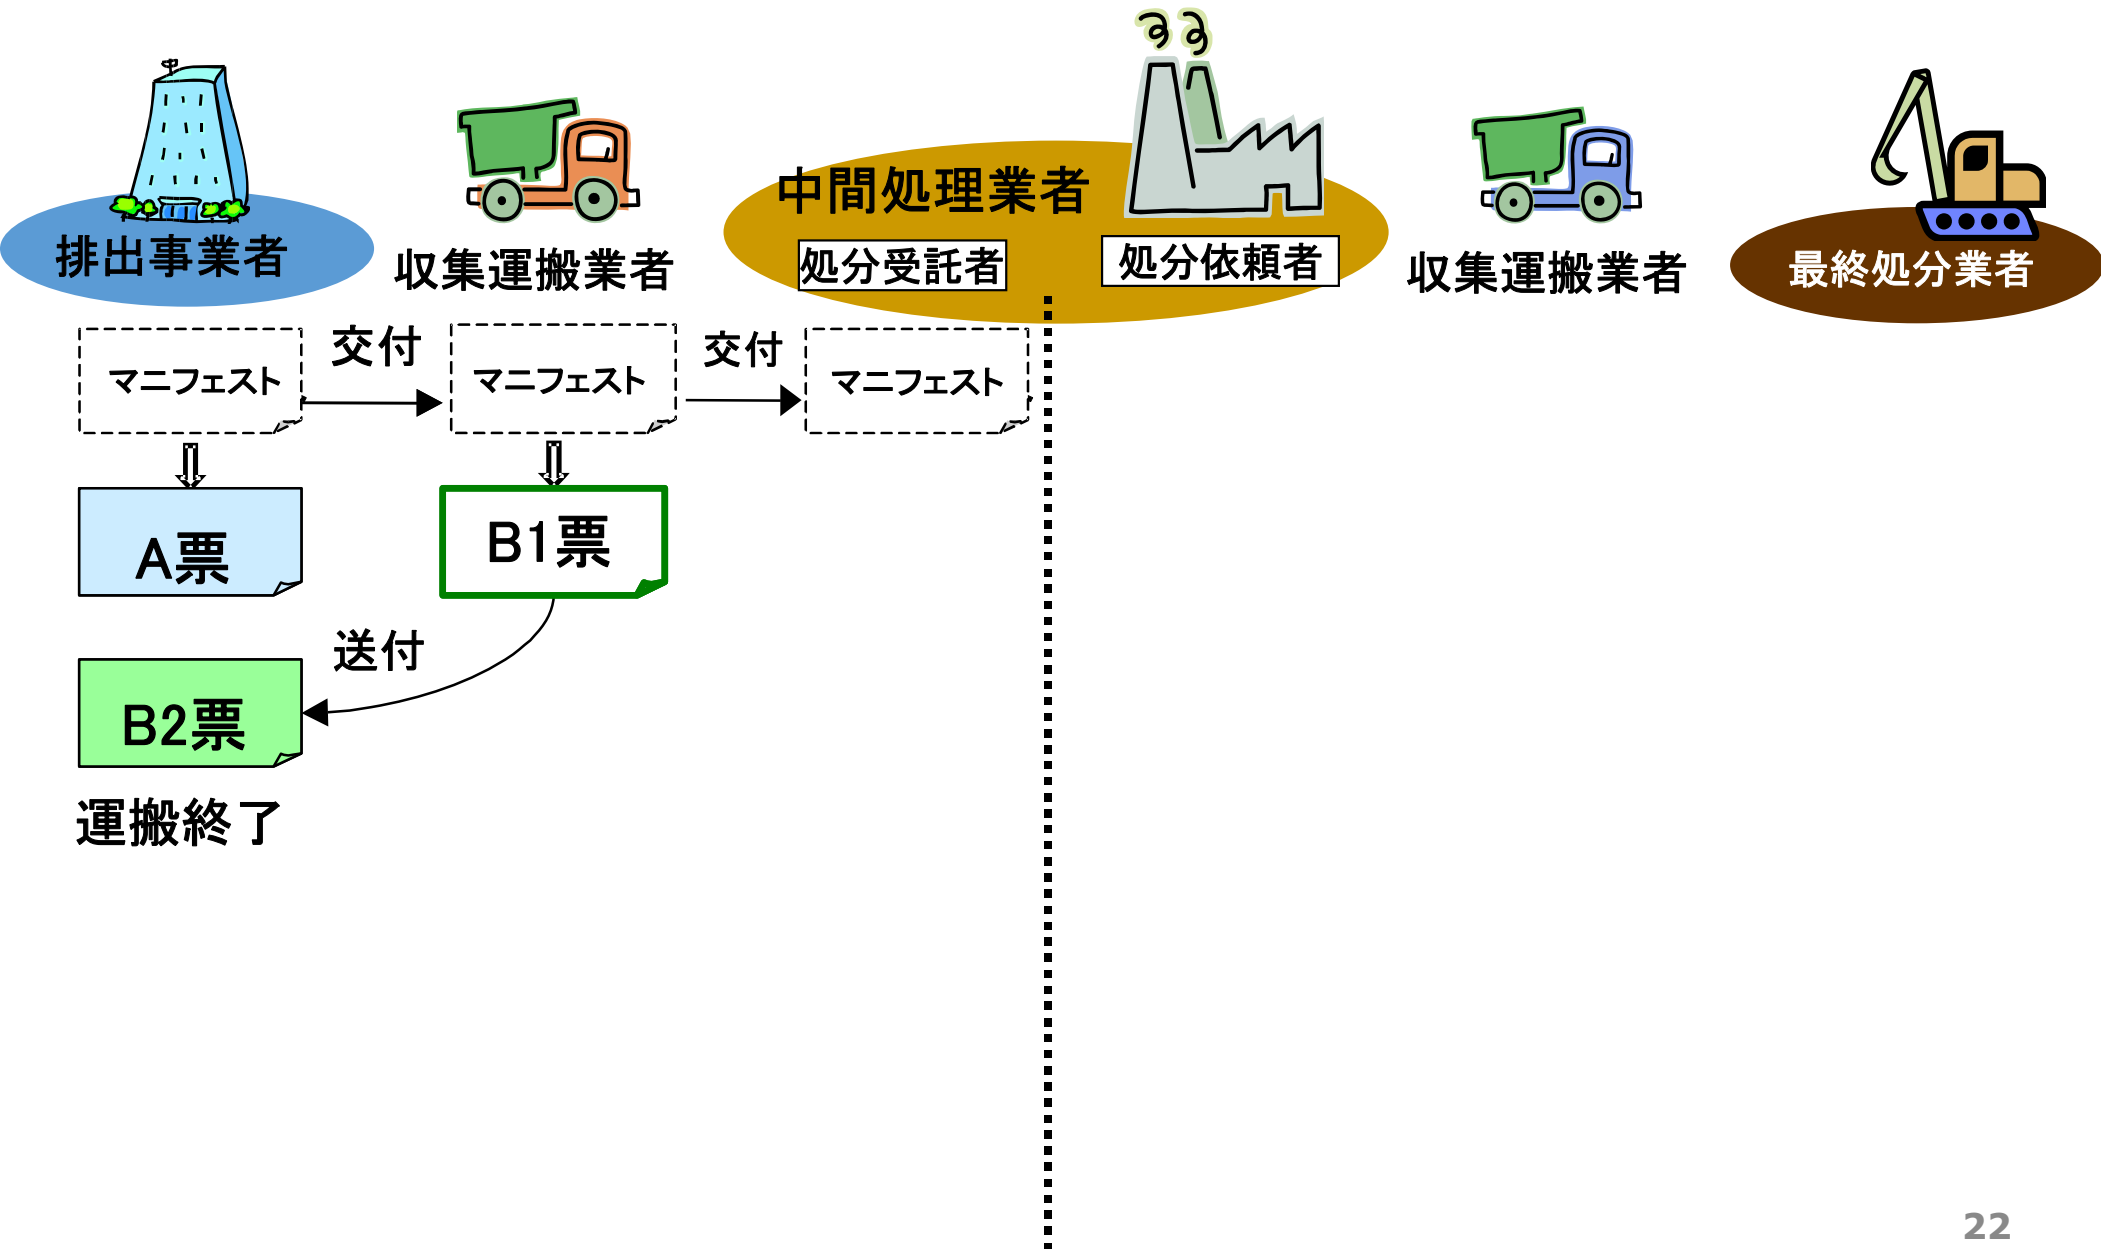 排出事業者
収集運搬業者
中間処理業者
処分受託者
処分依頼者
収集運搬業者
最終処分業者
マニフェスト
交付
マニフェスト
交付
マニフェスト
A票
B1票
送付
B2票
運搬終了
22